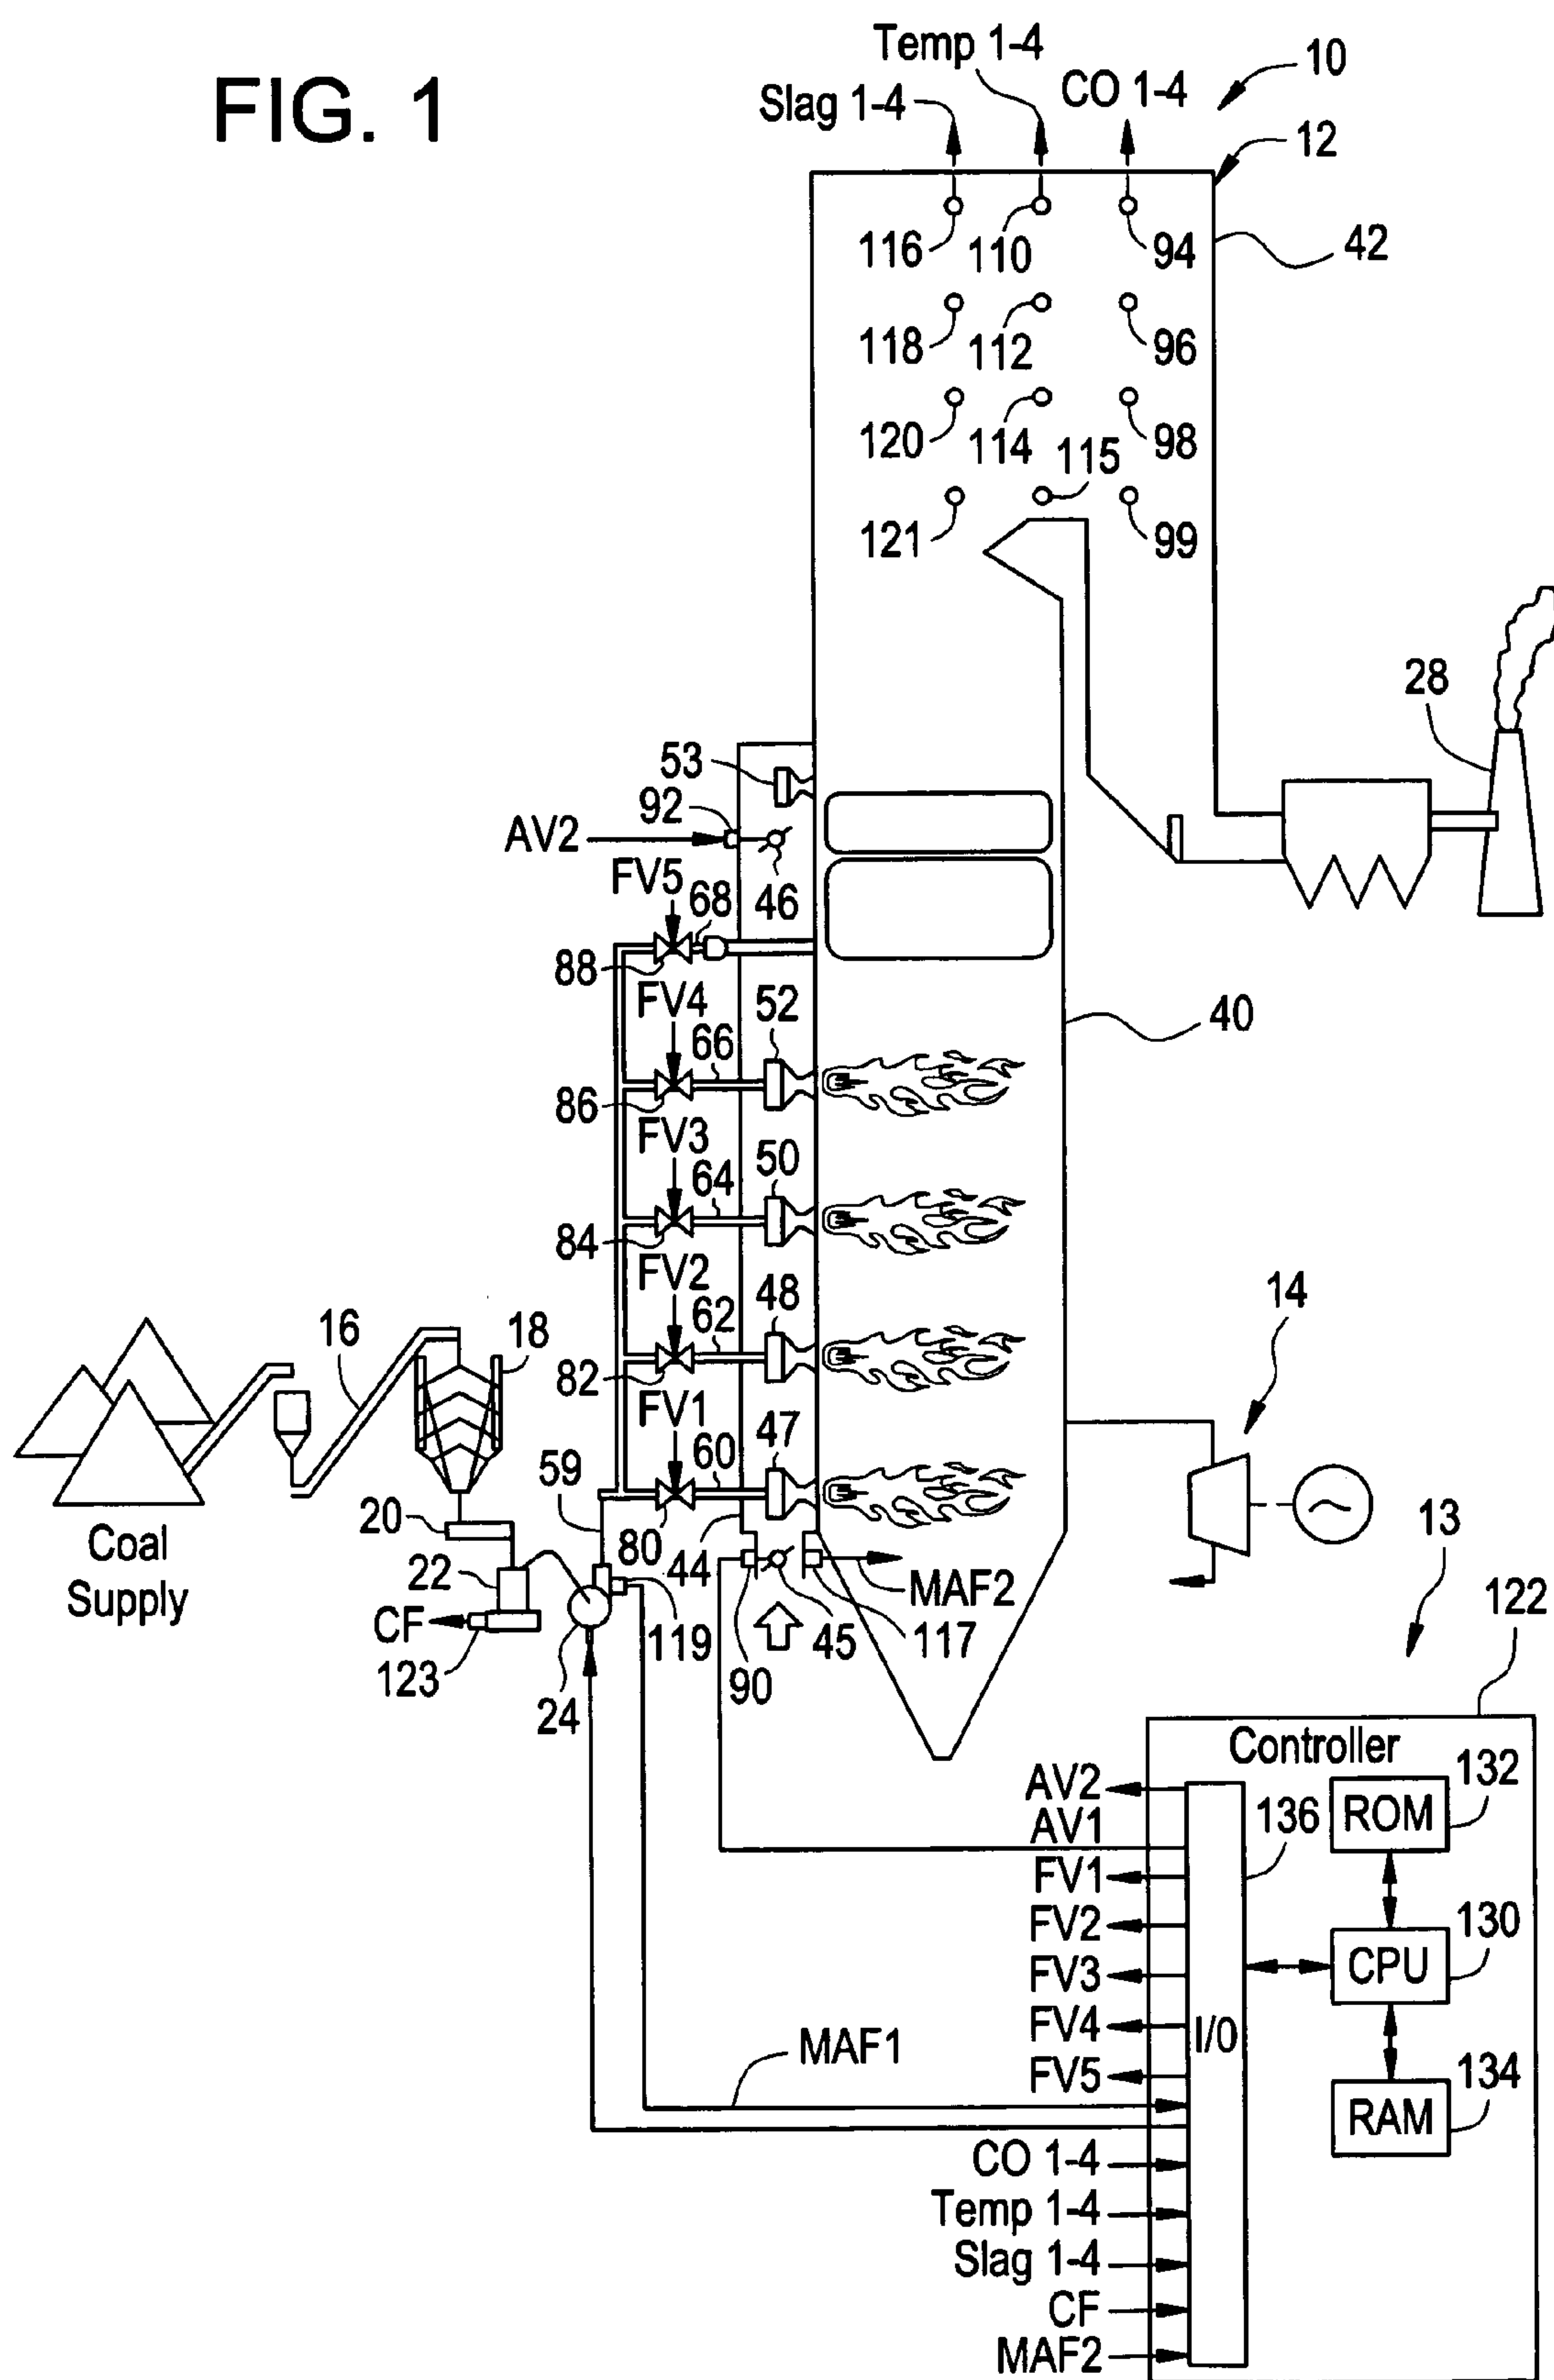 FIG. 1
Temp 1-4
Slag 1-4
CO 1-4
10
12
116
110
94
42
118
112
96
120
114
98
115
121
99
28
53
92
AV2
FV5
68
46
88
FV4
52
66
40
86
FV3
50
64
84
FV2
48
62
14
16
18
82
FV1
47
60
59
20
80
44
13
Coal
Supply
22
MAF2
122
CF
123
24
119
90
45
117
Controller
AV2
132
ROM
AV1
136
FV1
FV2
130
CPU
FV3
FV4
I/O
MAF1
FV5
134
RAM
CO 1-4
Temp 1-4
Slag 1-4
CF
MAF2